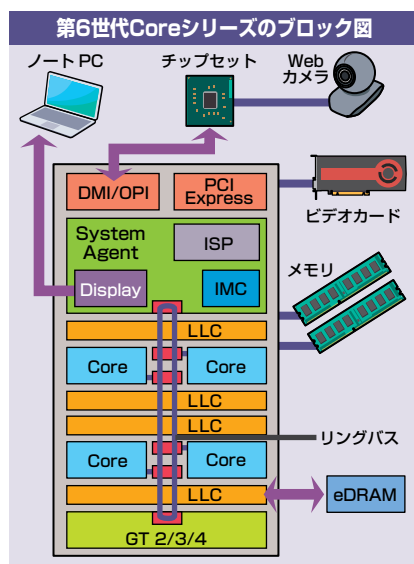 第6世代Coreシリーズのブロック図
ノートPC
チップセット
Web
カメラ
DMI/OPI
PCI
Express
ビデオカード
System
Agent
ISP
Display
IMC
メモリ
LLC
Core
Core
LLC
LLC
リングバス
Core
Core
LLC
eDRAM
GT 2/3/4